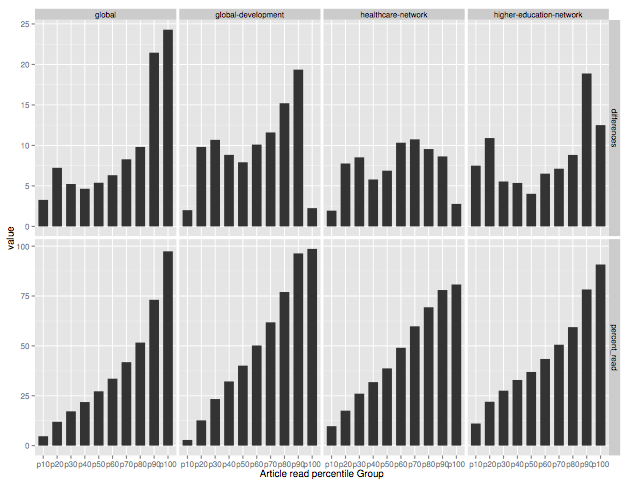 global global-development healthcare-network higher-education-network
25
20
15
10
5
0
differences
value
100
75
50
25
0
percent_read
p10p20p30p40p50p60p70p80p90p100 p10p20p30p40p50p60p70p80p90p100 p10p20p30p40p50p60p70p80p90p100 p10p20p30p40p50p60p70p80p90p100
Article read percentile Group